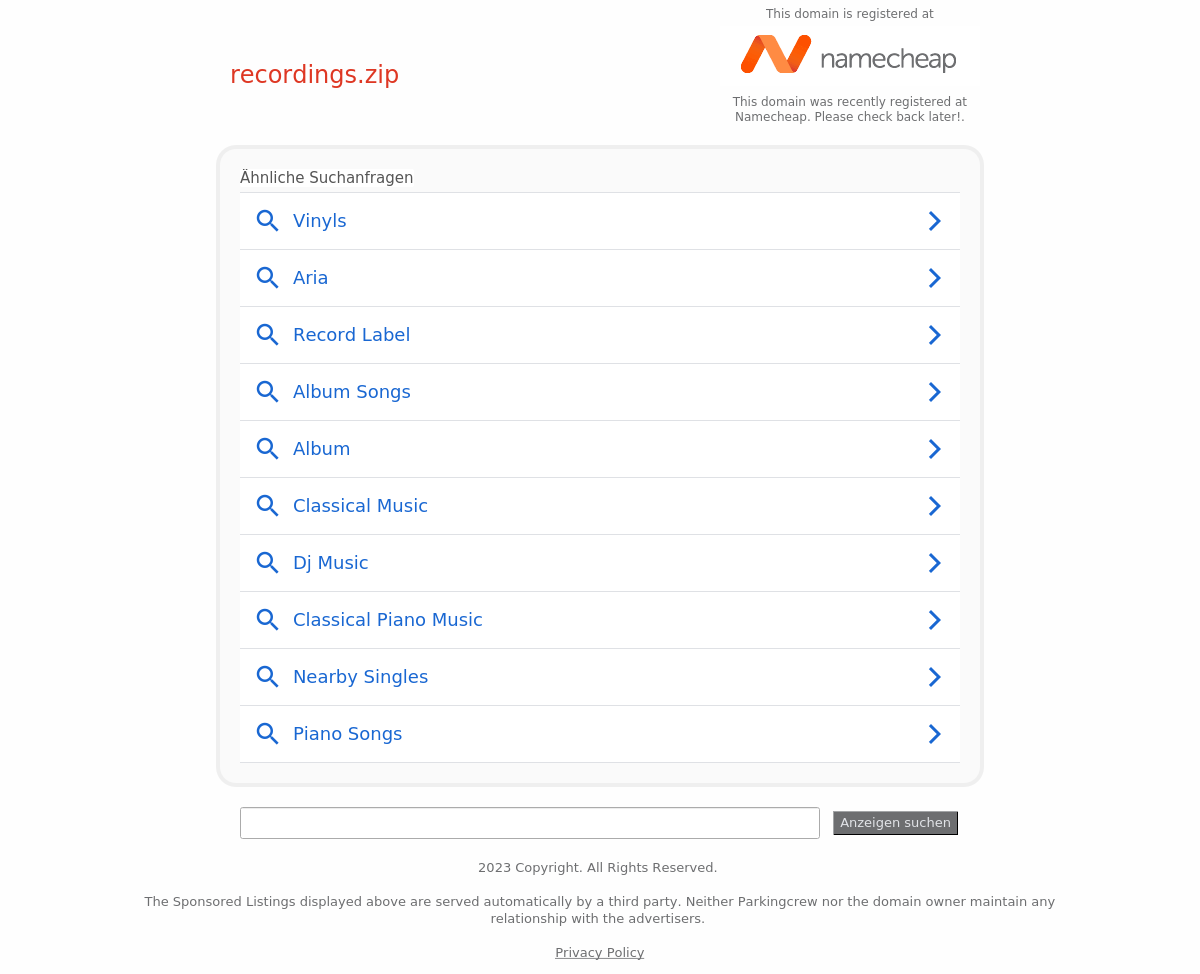 This domain is registered at
namecheap
recordings.zip
This domain was recently registered at
Namecheap. Please check back later!.
Ähnliche Suchanfragen
Vinyls
Aria
Record Label
Album Songs
Album
Classical Music
Dj Music
Classical Piano Music
Nearby Singles
Piano Songs
Anzeigen suchen
2023 Copyright. All Rights Reserved.
The Sponsored Listings displayed above are served automatically by a third party. Neither Parkingcrew nor the domain owner maintain any
relationship with the advertisers.
Privacy Policy